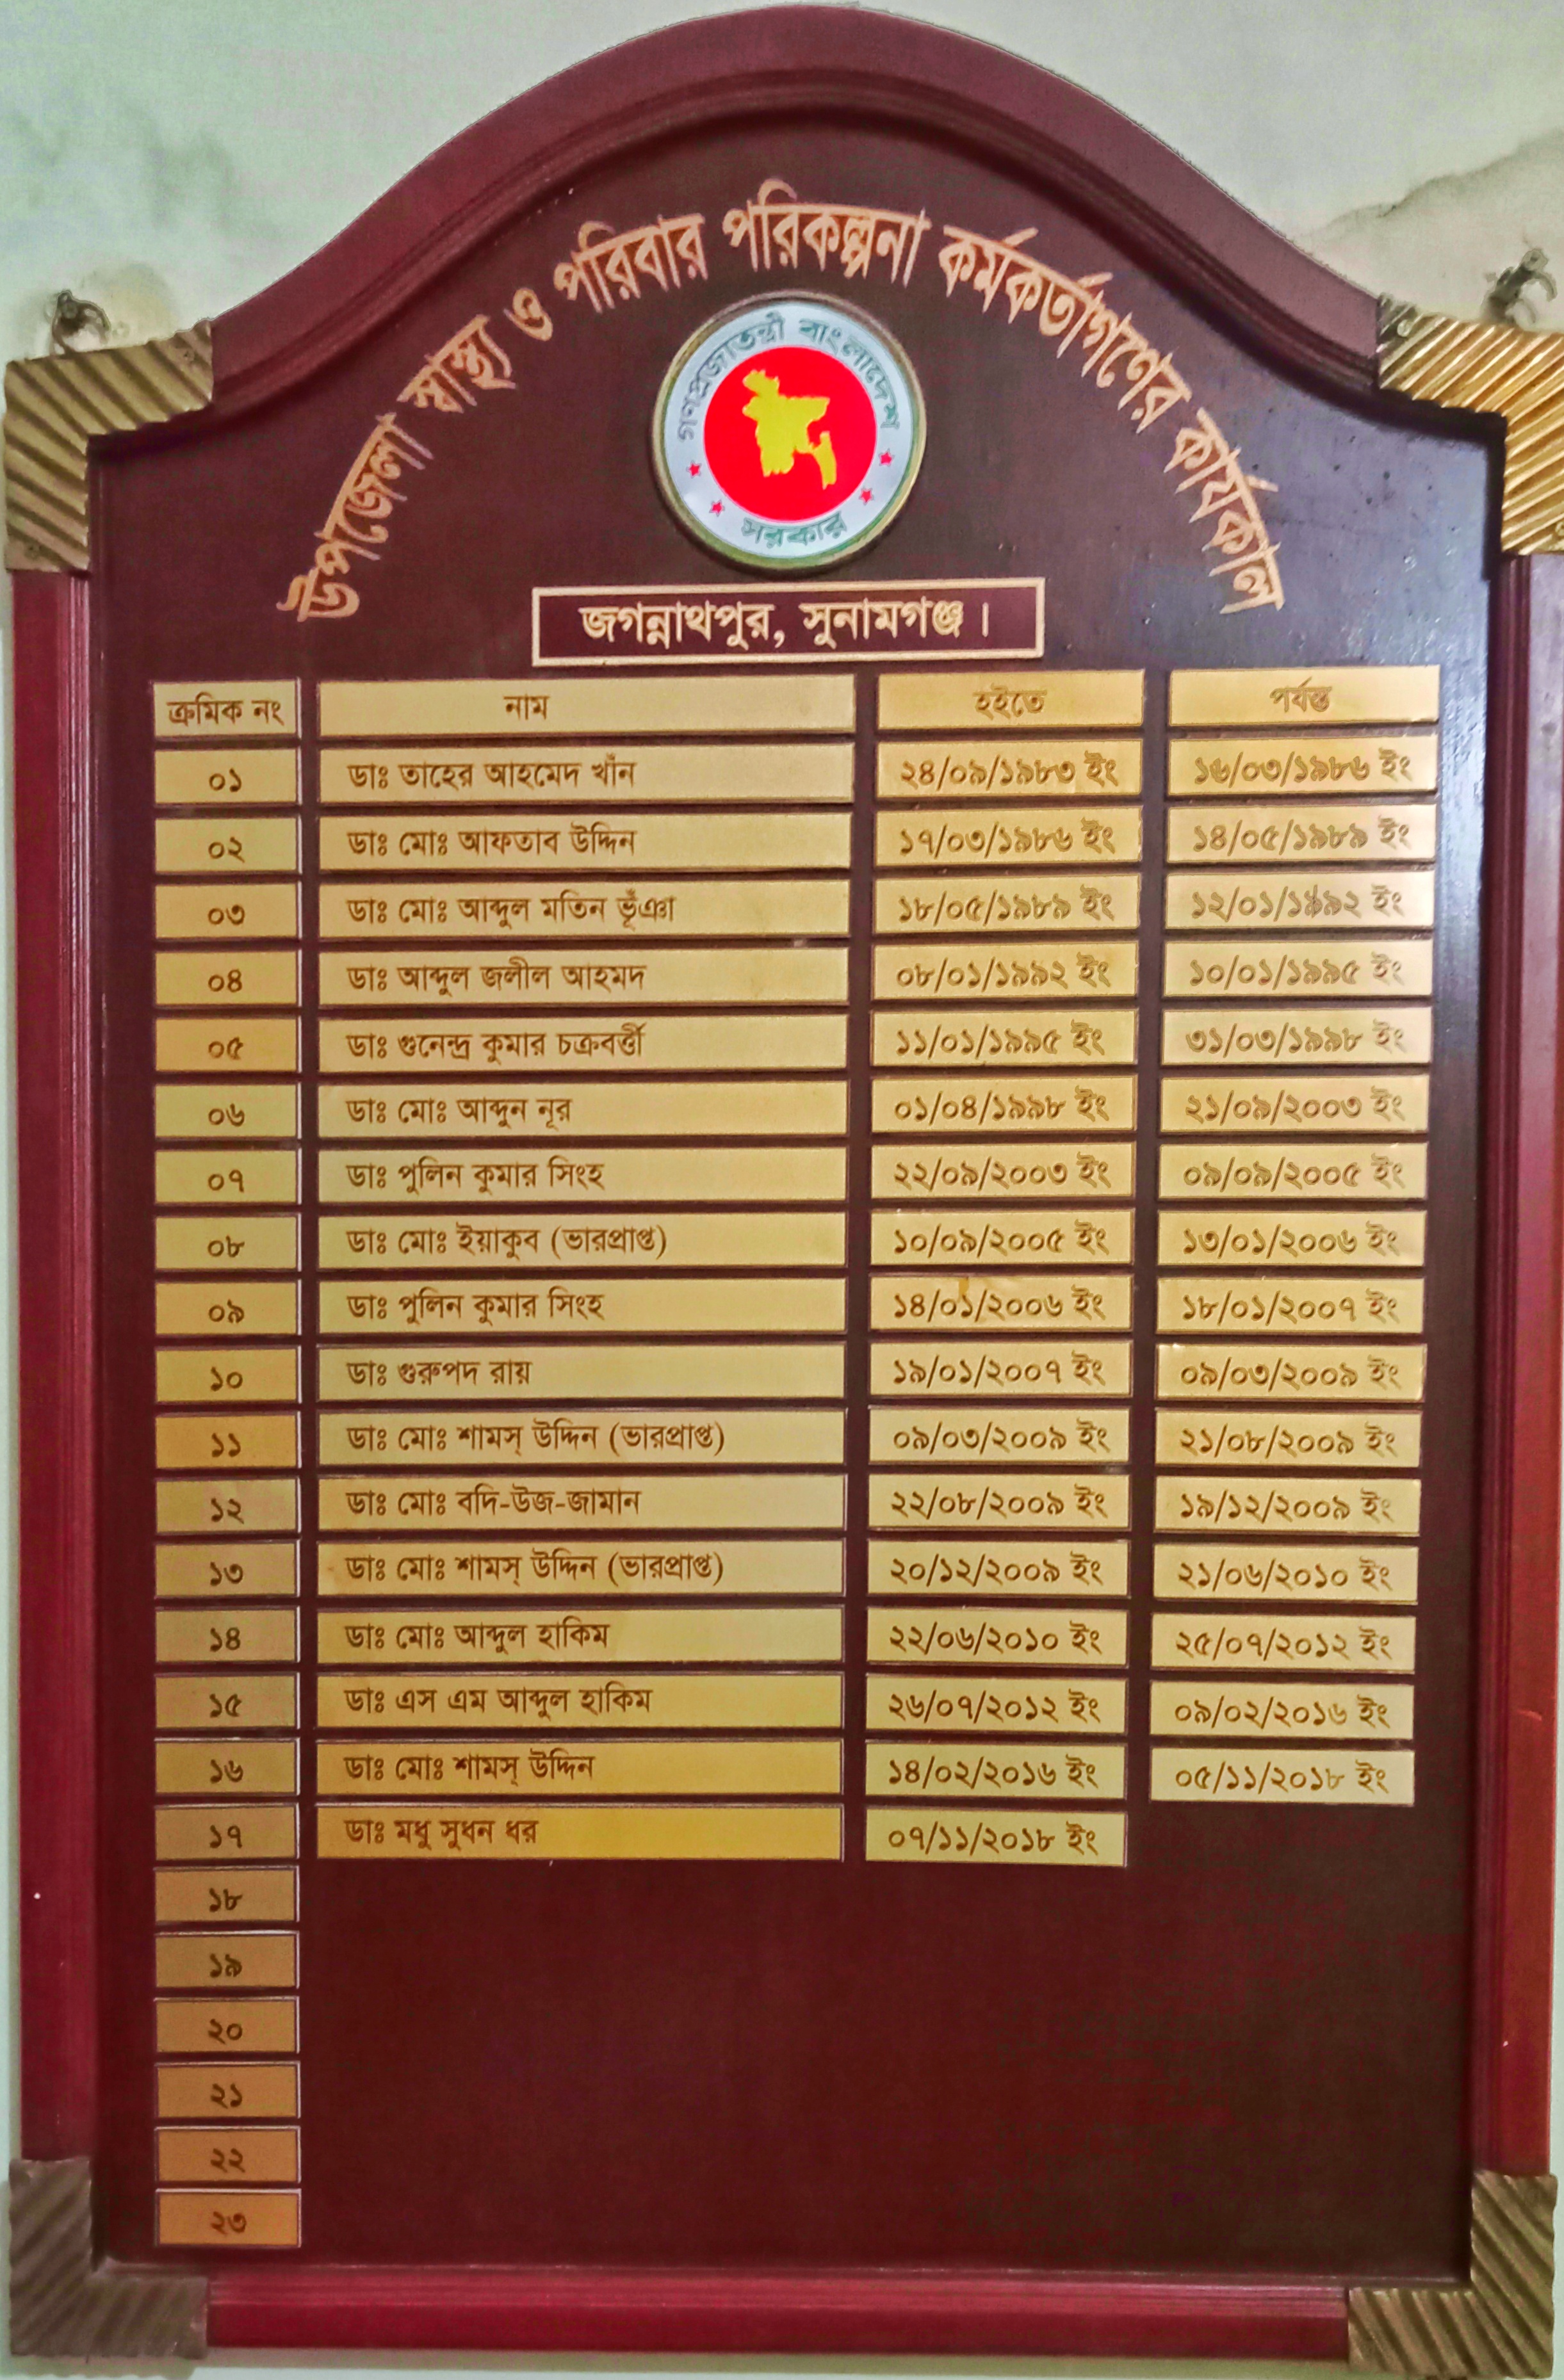 উপজেলা স্বাস্থ্য ও পরিবার পরিকল্পনা কর্মকর্তাগণের কার্যকাল
গণপ্রজাতন্ত্রী বাংলাদেশ
সরকার
জগন্নাথপুর, সুনামগঞ্জ।
ক্রমিক নং নাম হইতে পর্যন্ত
০১ ডাঃ তাহের আহমেদ খাঁন ২৪/০৯/১৯৮৩ ইং ১৬/০৩/১৯৮৬ ইং
০২ ডাঃ মোঃ আফতাব উদ্দিন ১৭/০৩/১৯৮৬ ইং ১৪/০৫/১৯৮৯ ইং
০৩ ডাঃ মোঃ আব্দুল মতিন ভূঁঞা ১৮/০৫/১৯৮৯ ইং ১২/০১/১৯৯২ ইং
০৪ ডাঃ আব্দুল জলীল আহমদ ০৮/০১/১৯৯২ ইং ১০/০১/১৯৯৫ ইং
০৫ ডাঃ গুনেন্দ্র কুমার চক্রবর্ত্তী ১১/০১/১৯৯৫ ইং ৩১/০৩/১৯৯৮ ইং
০৬ ডাঃ মোঃ আব্দুন নূর ০১/০৪/১৯৯৮ ইং ২১/০৯/২০০৩ ইং
০৭ ডাঃ পুলিন কুমার সিংহ ২২/০৯/২০০৩ ইং ০৯/০৯/২০০৫ ইং
০৮ ডাঃ মোঃ ইয়াকুব (ভারপ্রাপ্ত) ১০/০৯/২০০৫ ইং ১৩/০১/২০০৬ ইং
০৯ ডাঃ পুলিন কুমার সিংহ ১৪/০১/২০০৬ ইং ১৮/০১/২০০৭ ইং
১০ ডাঃ গুরুপদ রায় ১৯/০১/২০০৭ ইং ০৯/০৩/২০০৯ ইং
১১ ডাঃ মোঃ শামস্ উদ্দিন (ভারপ্রাপ্ত) ০৯/০৩/২০০৯ ইং ২১/০৮/২০০৯ ইং
১২ ডাঃ মোঃ বদি-উজ-জামান ২২/০৮/২০০৯ ইং ১৯/১২/২০০৯ ইং
১৩ ডাঃ মোঃ শামস্ উদ্দিন (ভারপ্রাপ্ত) ২০/১২/২০০৯ ইং ২১/০৬/২০১০ ইং
১৪ ডাঃ মোঃ আব্দুল হাকিম ২২/০৬/২০১০ ইং ২৫/০৭/২০১২ ইং
১৫ ডাঃ এস এম আব্দুল হাকিম ২৬/০৭/২০১২ ইং ০৯/০২/২০১৬ ইং
১৬ ডাঃ মোঃ শামস্ উদ্দিন ১৪/০২/২০১৬ ইং ০৫/১১/২০১৮ ইং
১৭ ডাঃ মধু সুধন ধর ০৭/১১/২০১৮ ইং
১৮
১৯
২০
২১
২২
২৩